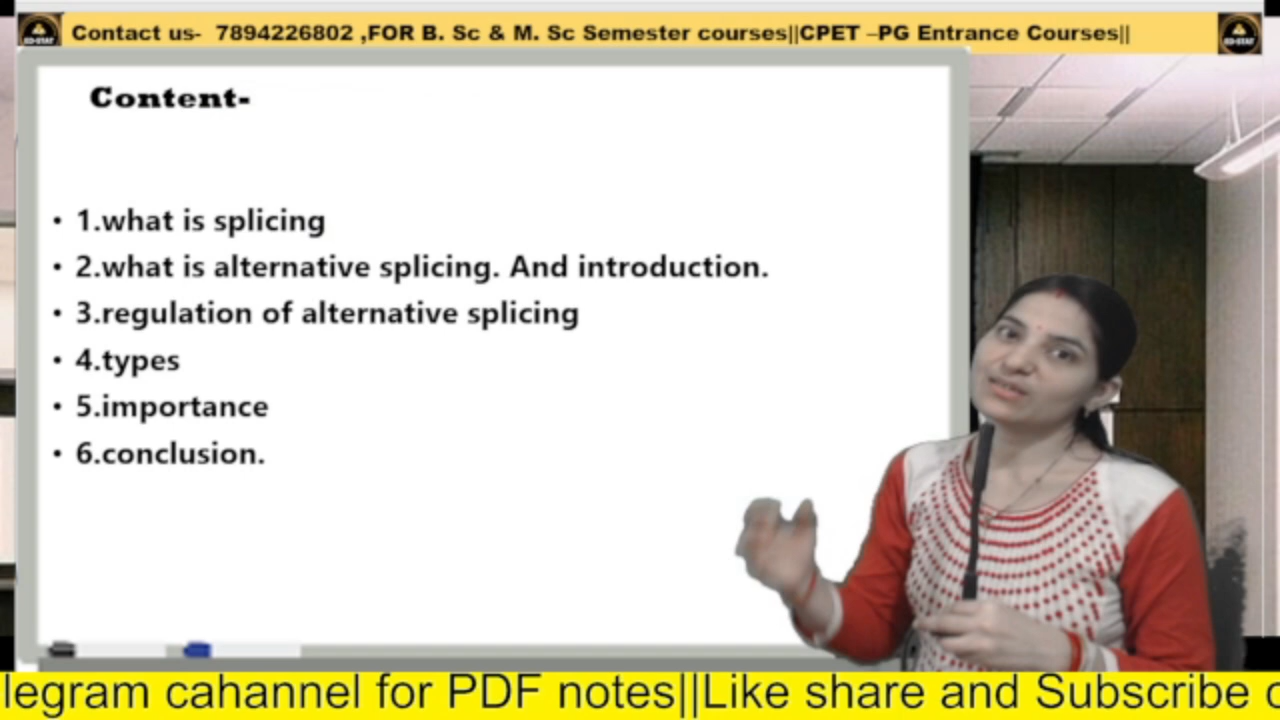 Contact us- 7894226802 ,FOR B. Sc & M. Sc Semester courses||CPET –PG Entrance Courses||
Content-
• 1.what is splicing
• 2.what is alternative splicing. And introduction.
• 3.regulation of alternative splicing
• 4.types
• 5.importance
• 6.conclusion.
legram cahannel for PDF notes||Like share and Subscribe